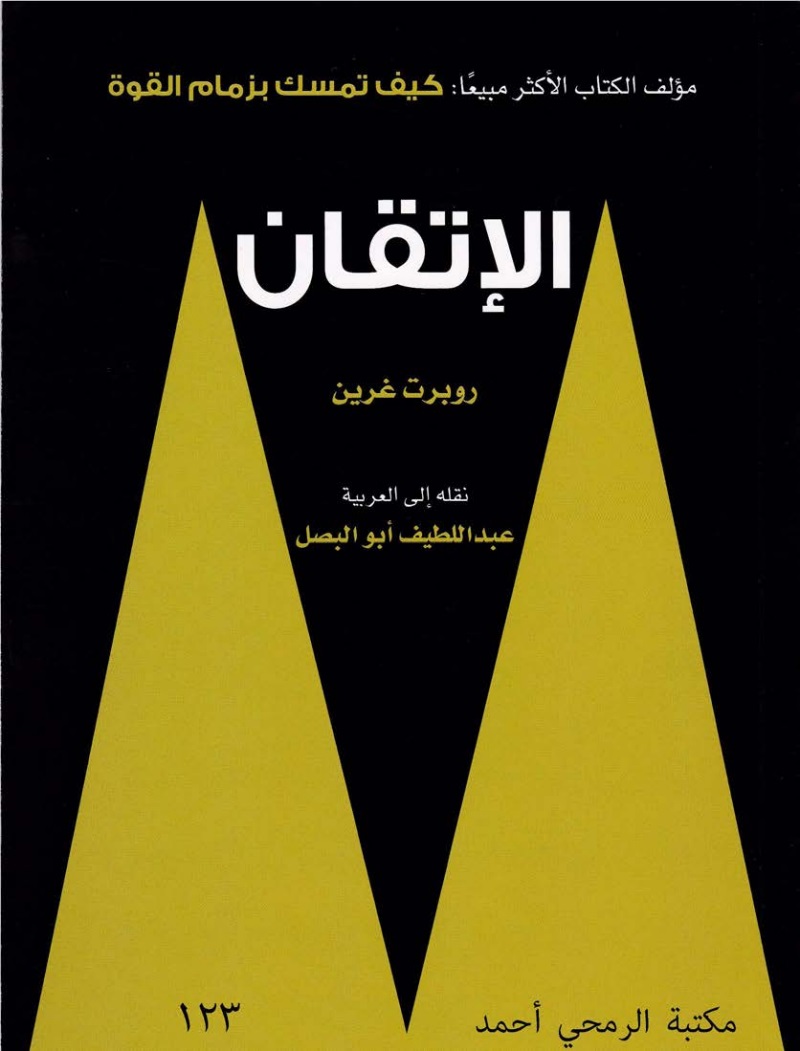 مؤلف الكتاب الأكثر مبيعًا: كيف تمسك بزمام القوة
الإتقان
روبرت غرين
نقله إلى العربية
عبداللطيف أبو البصل
مكتبة الرمحي أحمد ١٢٣